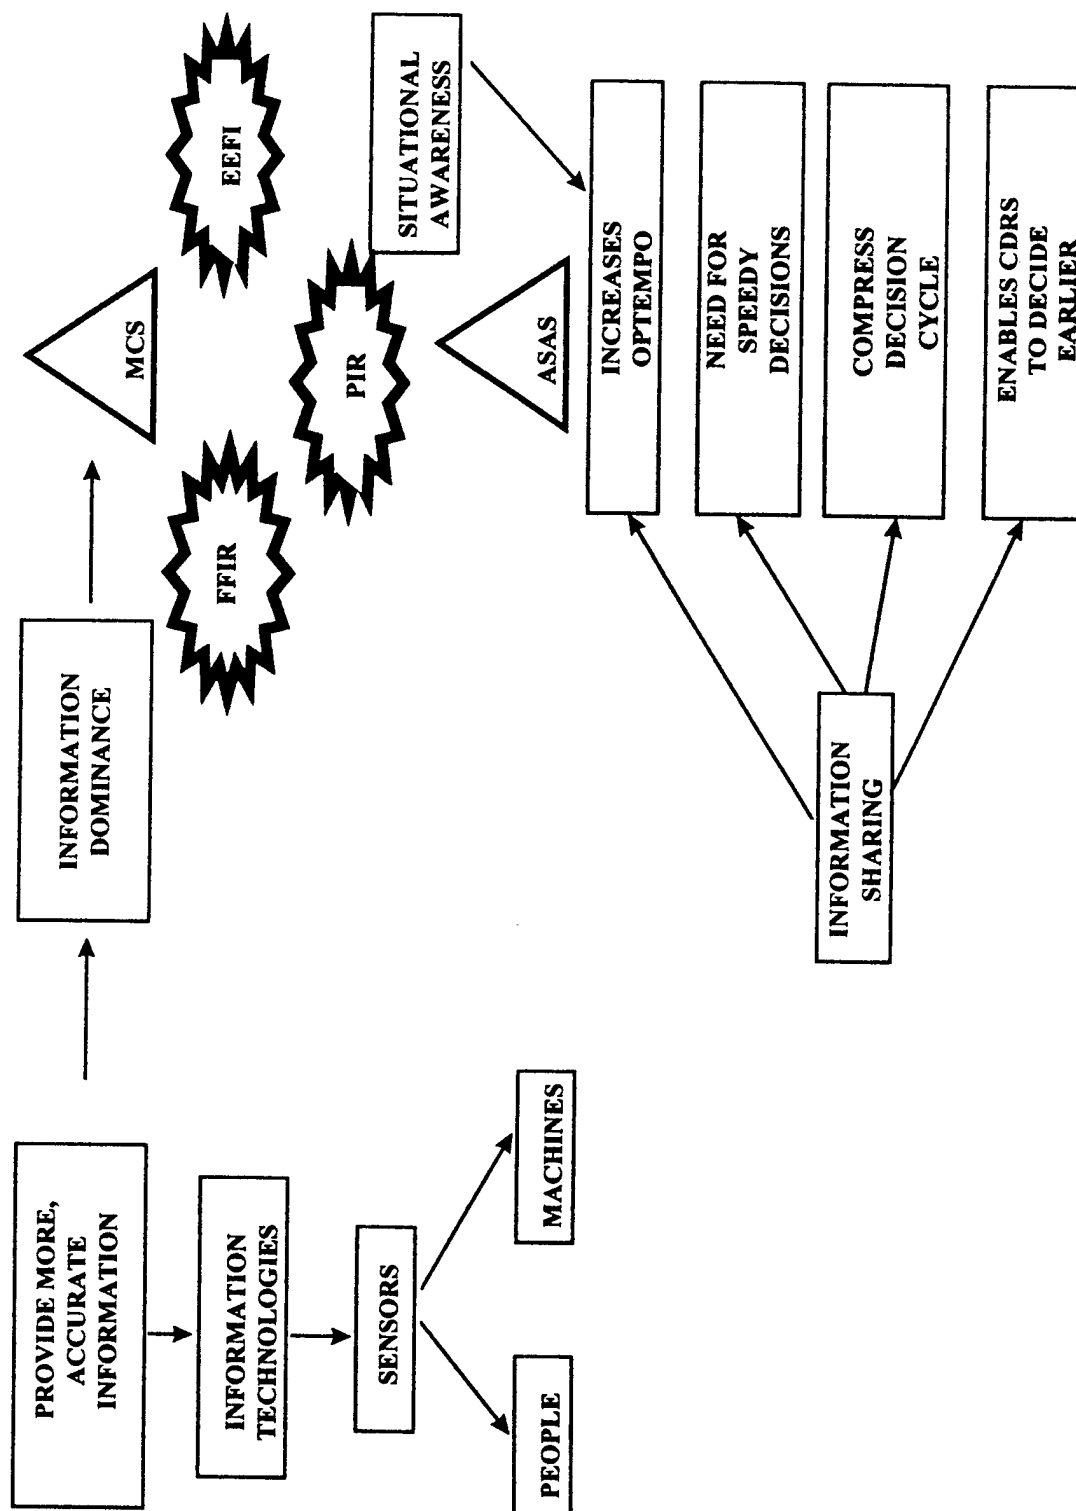 PROVIDE MORE,
ACCURATE
INFORMATION
INFORMATION
DOMINANCE
MCS
INFORMATION
TECHNOLOGIES
FFIR
EEFI
SENSORS
PIR
SITUATIONAL
AWARENESS
PEOPLE
MACHINES
ASAS
INCREASES
OPTEMPO
NEED FOR
SPEEDY
DECISIONS
INFORMATION
SHARING
COMPRESS
DECISION
CYCLE
ENABLES CDRS
TO DECIDE
EARLIER